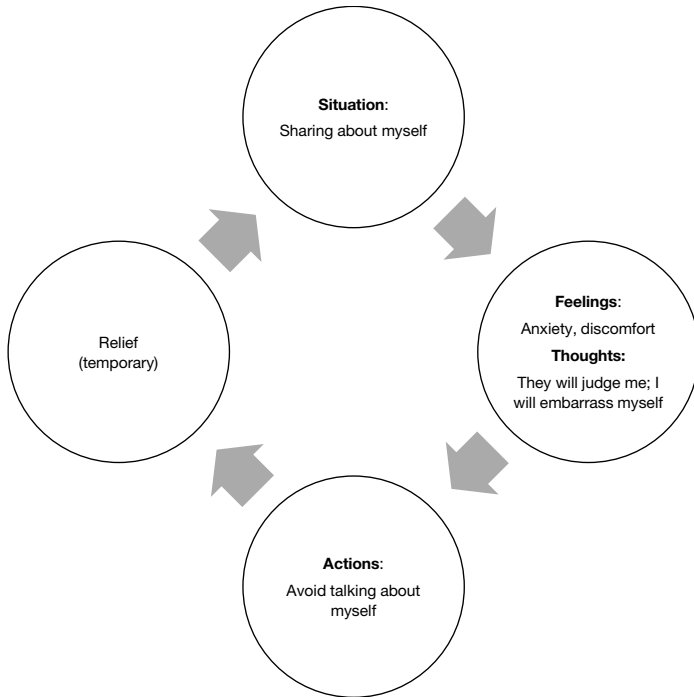 Situation:
Sharing about myself
Feelings:
Anxiety, discomfort
Thoughts:
They will judge me; I
will embarrass myself
Actions:
Avoid talking about
myself
Relief
(temporary)